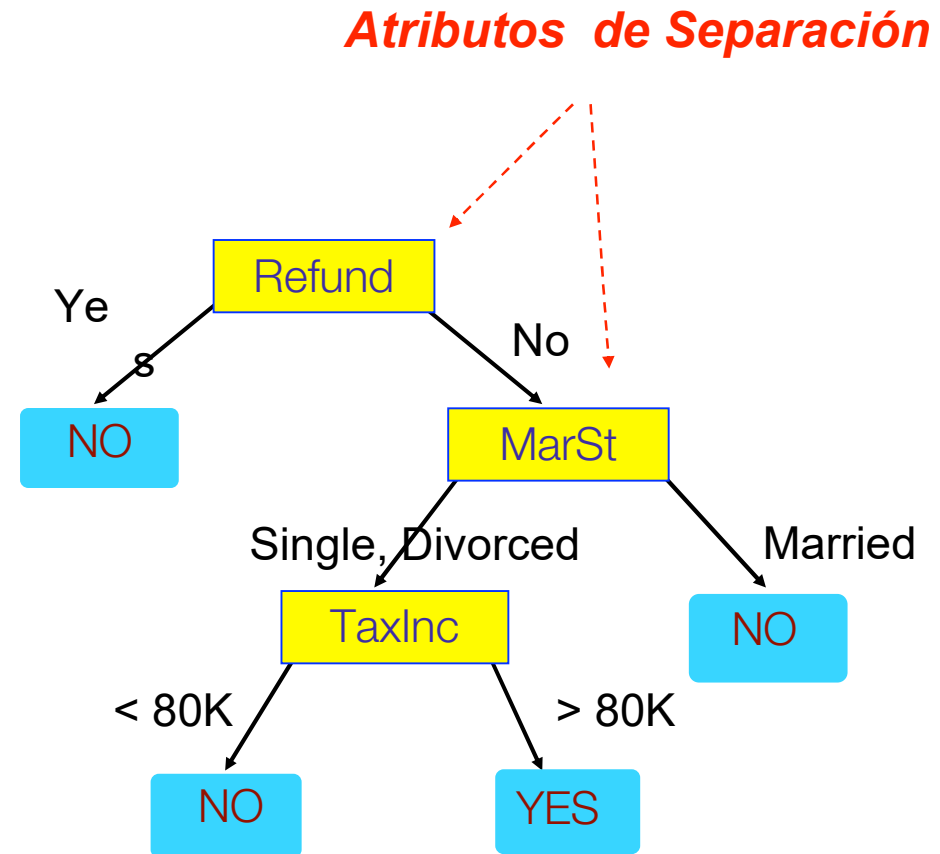 Atributos de Separación
Refund
Ye
s
No
NO
MarSt
Single, Divorced
Married
TaxInc
NO
< 80K
> 80K
NO
YES